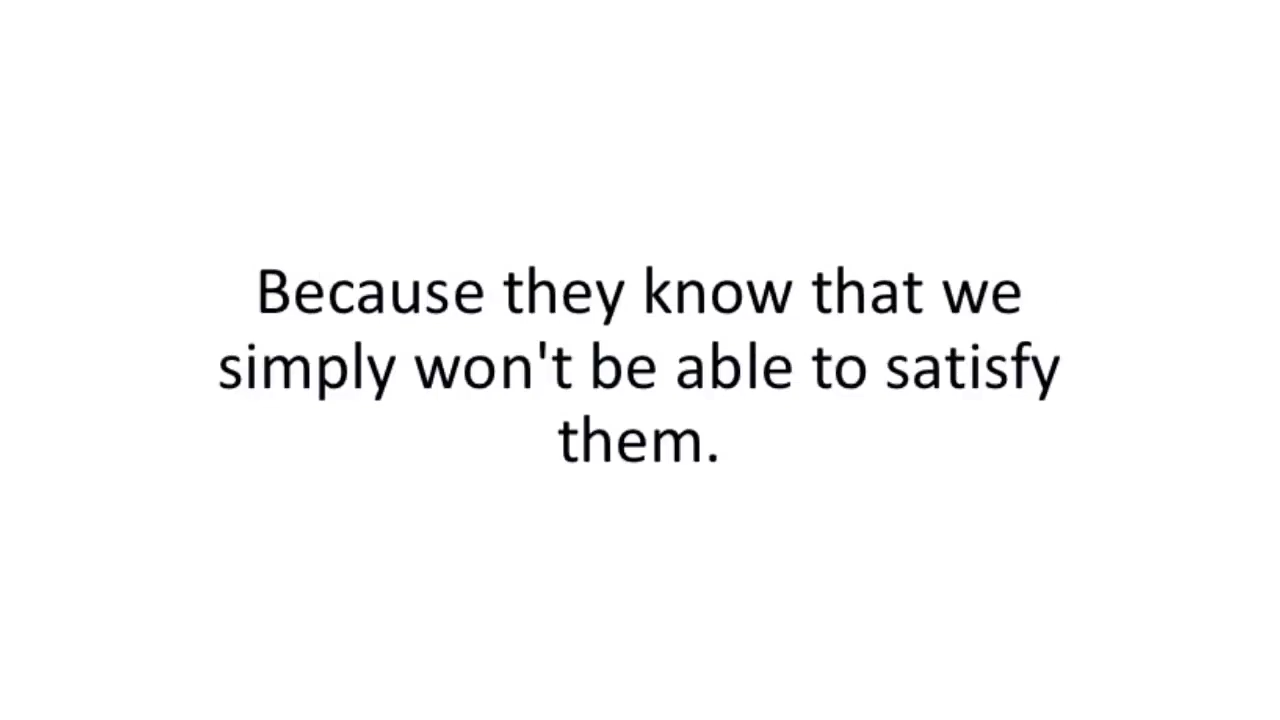 Because they know that we
simply won't be able to satisfy
them.